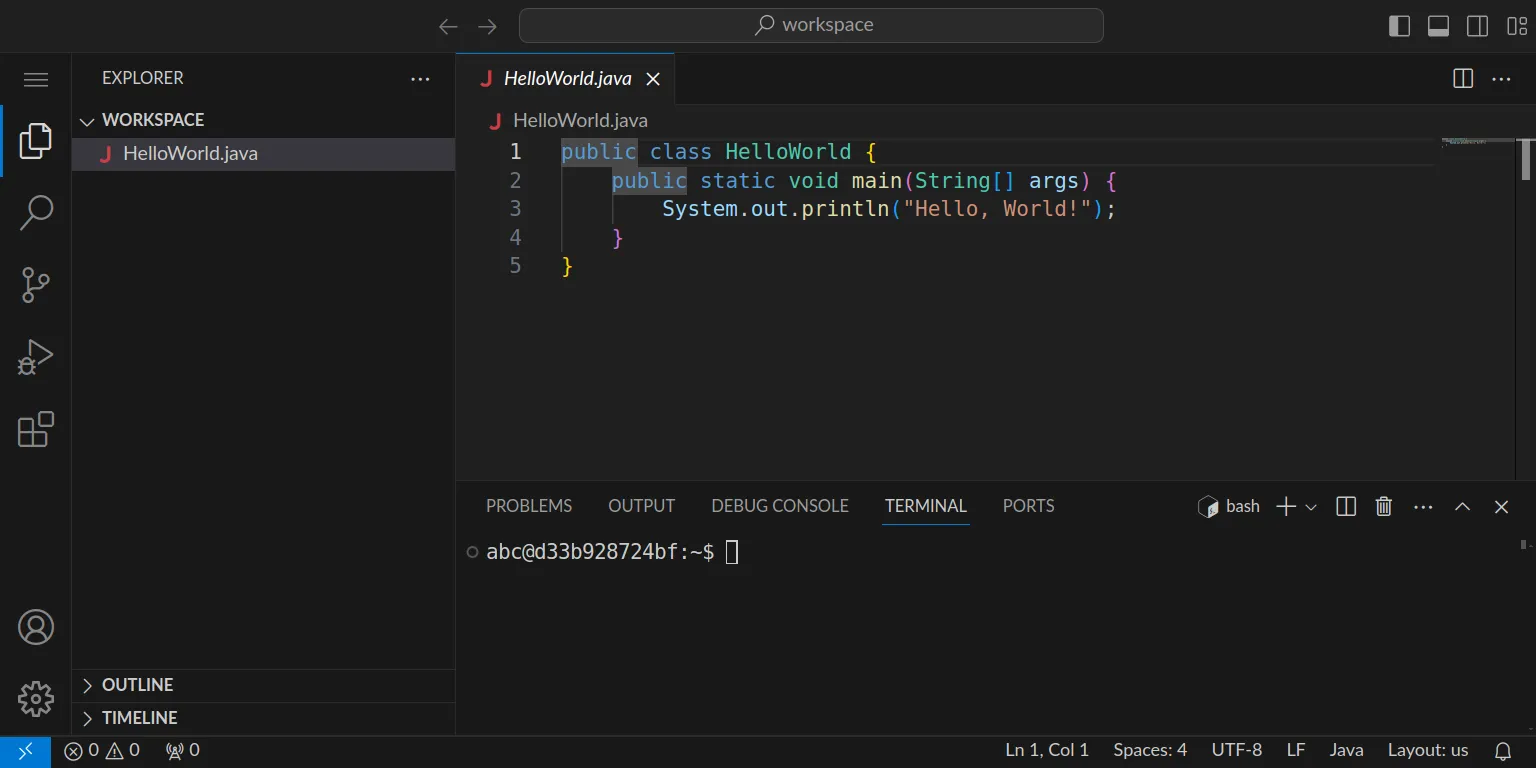 workspace
EXPLORER
WORKSPACE
J HelloWorld.java
OUTLINE
TIMELINE
J HelloWorld.java
J HelloWorld.java
1 public class HelloWorld {
2     public static void main(String[] args) {
3         System.out.println("Hello, World!");
4     }
5 }
PROBLEMS OUTPUT DEBUG CONSOLE TERMINAL PORTS bash
abc@d33b928724bf:~$
0 0 0 Ln 1, Col 1 Spaces: 4 UTF-8 LF Java Layout: us